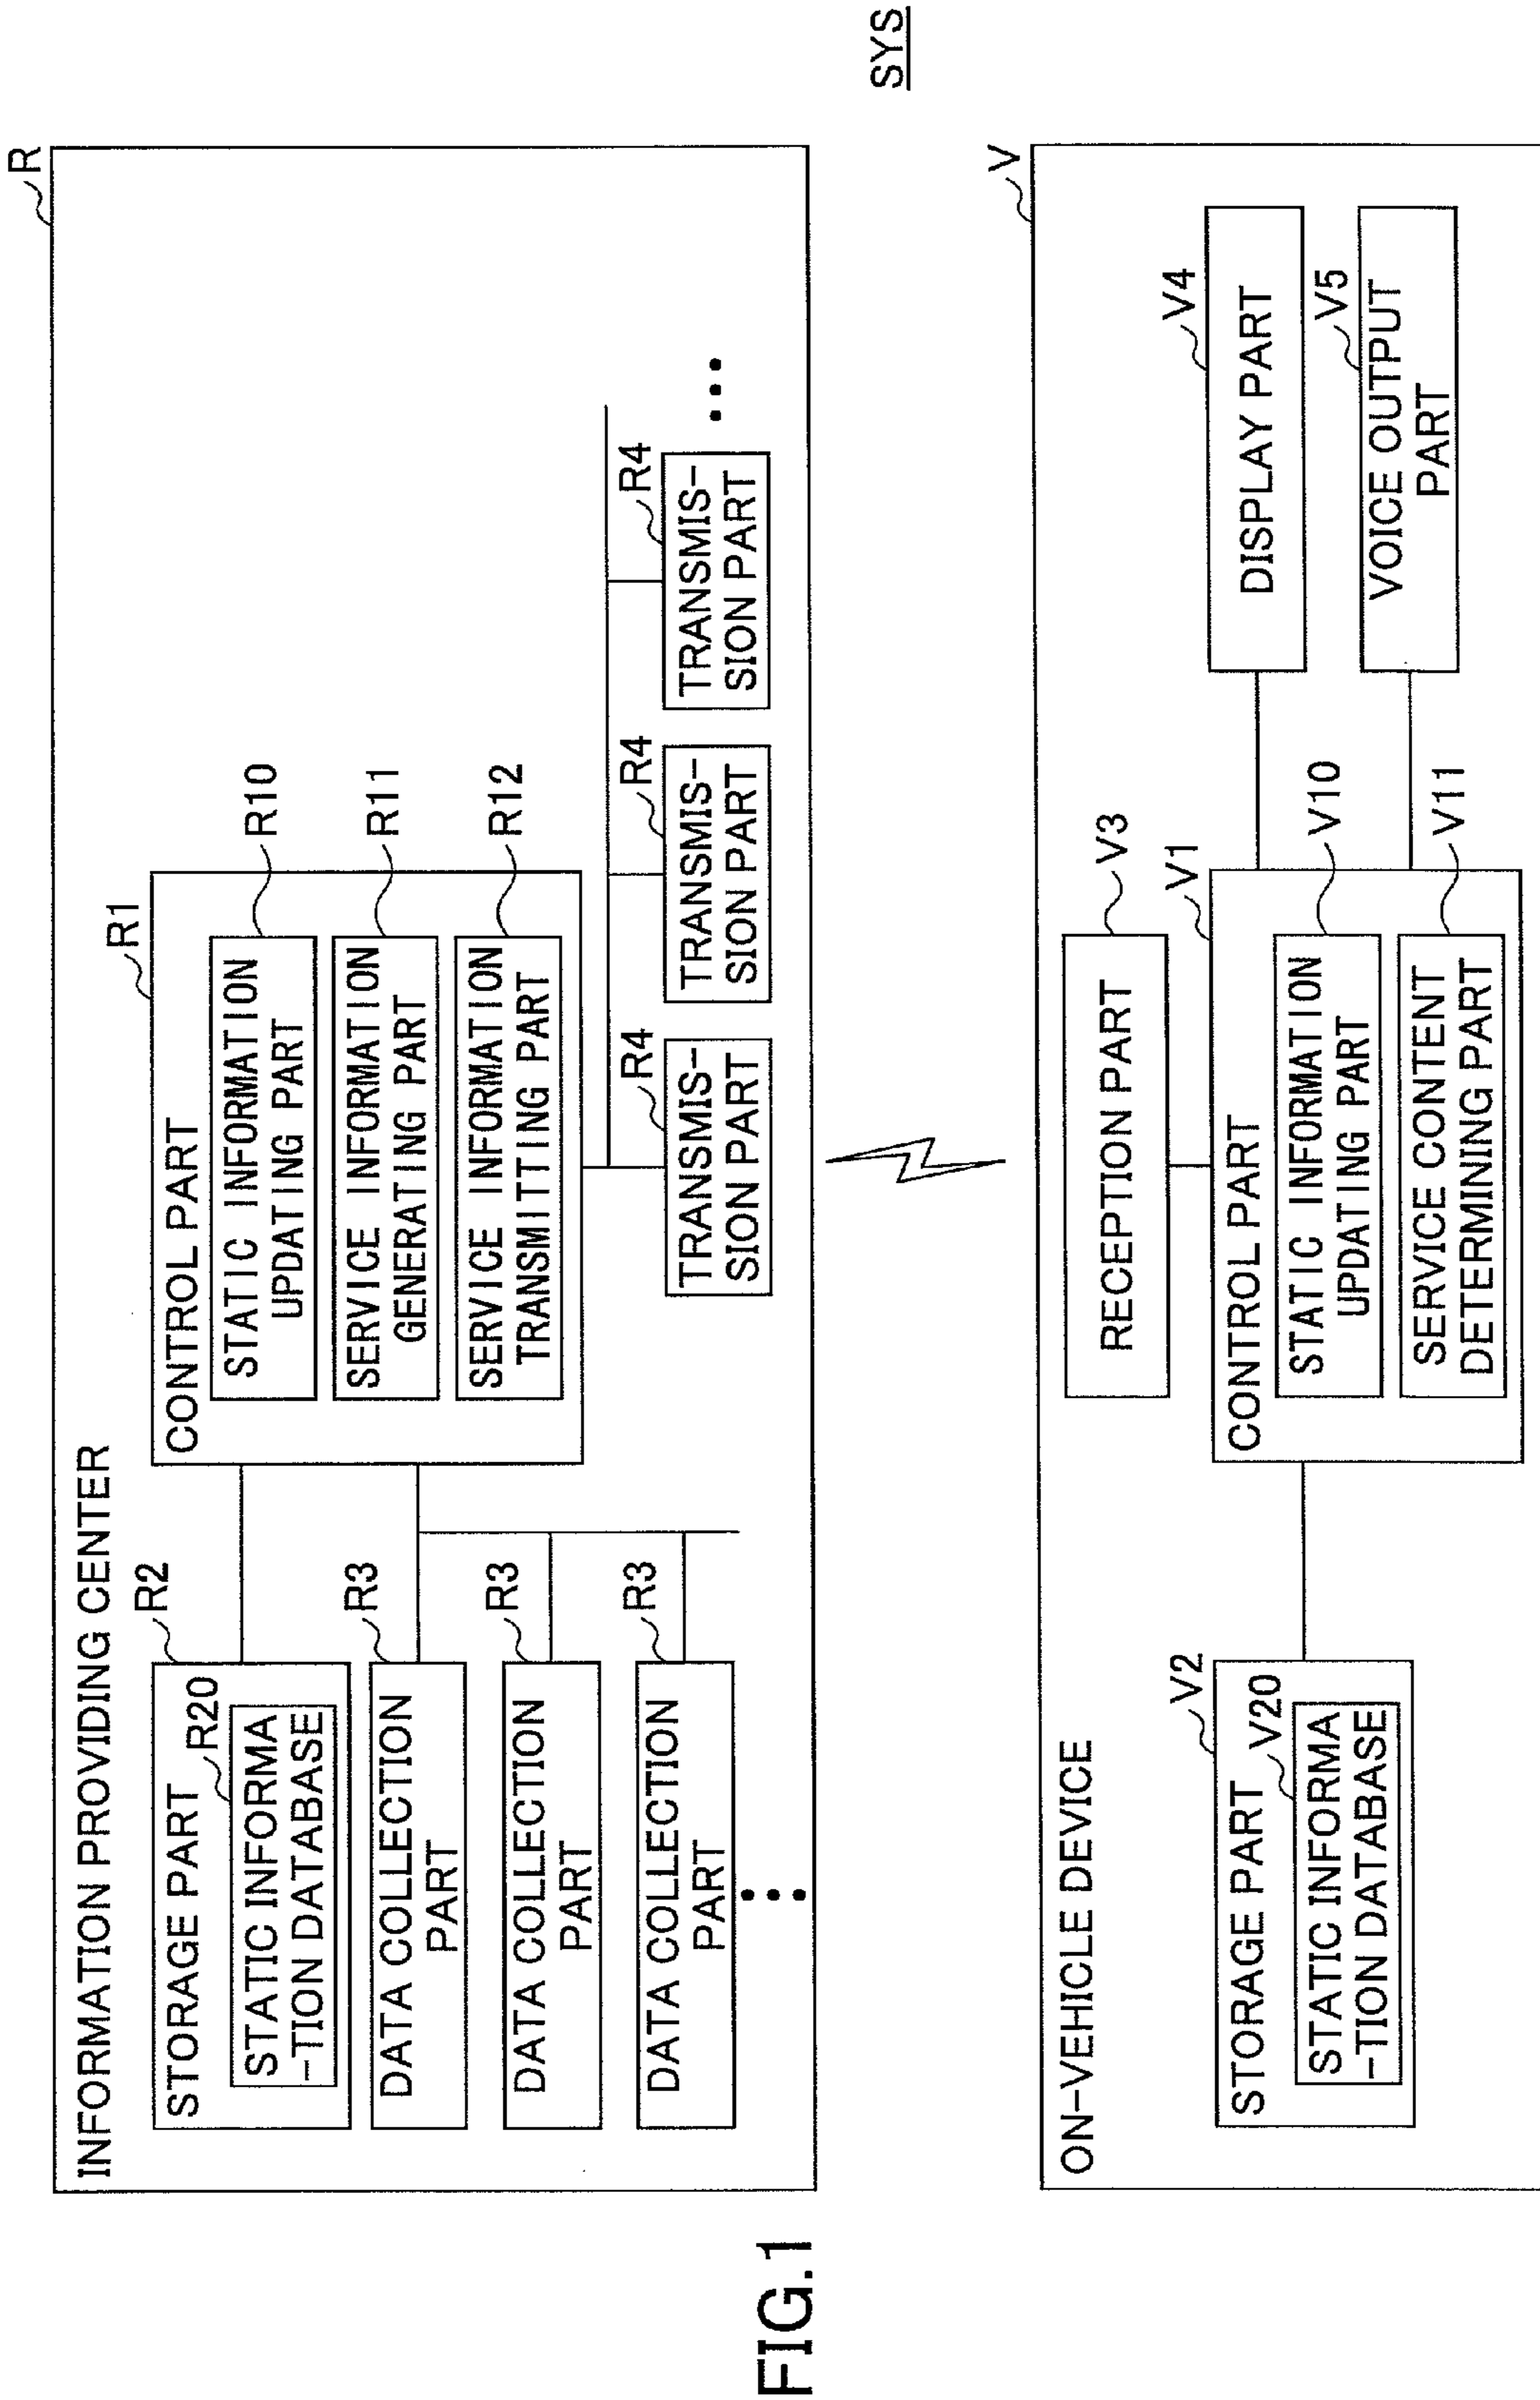 FIG.1
SYS
R
INFORMATION PROVIDING CENTER
R2
STORAGE PART
R20
STATIC INFORMA
-TION DATABASE
R3
DATA COLLECTION
PART
R3
DATA COLLECTION
PART
R3
DATA COLLECTION
PART
R1
CONTROL PART
STATIC INFORMATION
UPDATING PART
R10
SERVICE INFORMATION
GENERATING PART
R11
SERVICE INFORMATION
TRANSMITTING PART
R12
R4
TRANSMIS-
SION PART
R4
TRANSMIS-
SION PART
R4
TRANSMIS-
SION PART
V
ON-VEHICLE DEVICE
V2
STORAGE PART
V20
STATIC INFORMA
-TION DATABASE
RECEPTION PART
V3
V1
CONTROL PART
STATIC INFORMATION
UPDATING PART
V10
SERVICE CONTENT
DETERMINING PART
V11
V4
DISPLAY PART
V5
VOICE OUTPUT
PART